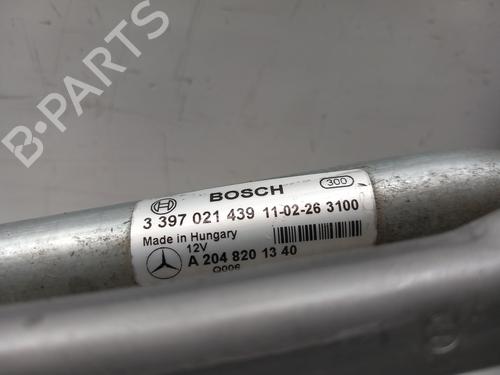 B-PARTS
BOSCH 300
3 397 021 439 11-02-26 3100
Made in Hungary
12V
A 204 820 13 40
Q006